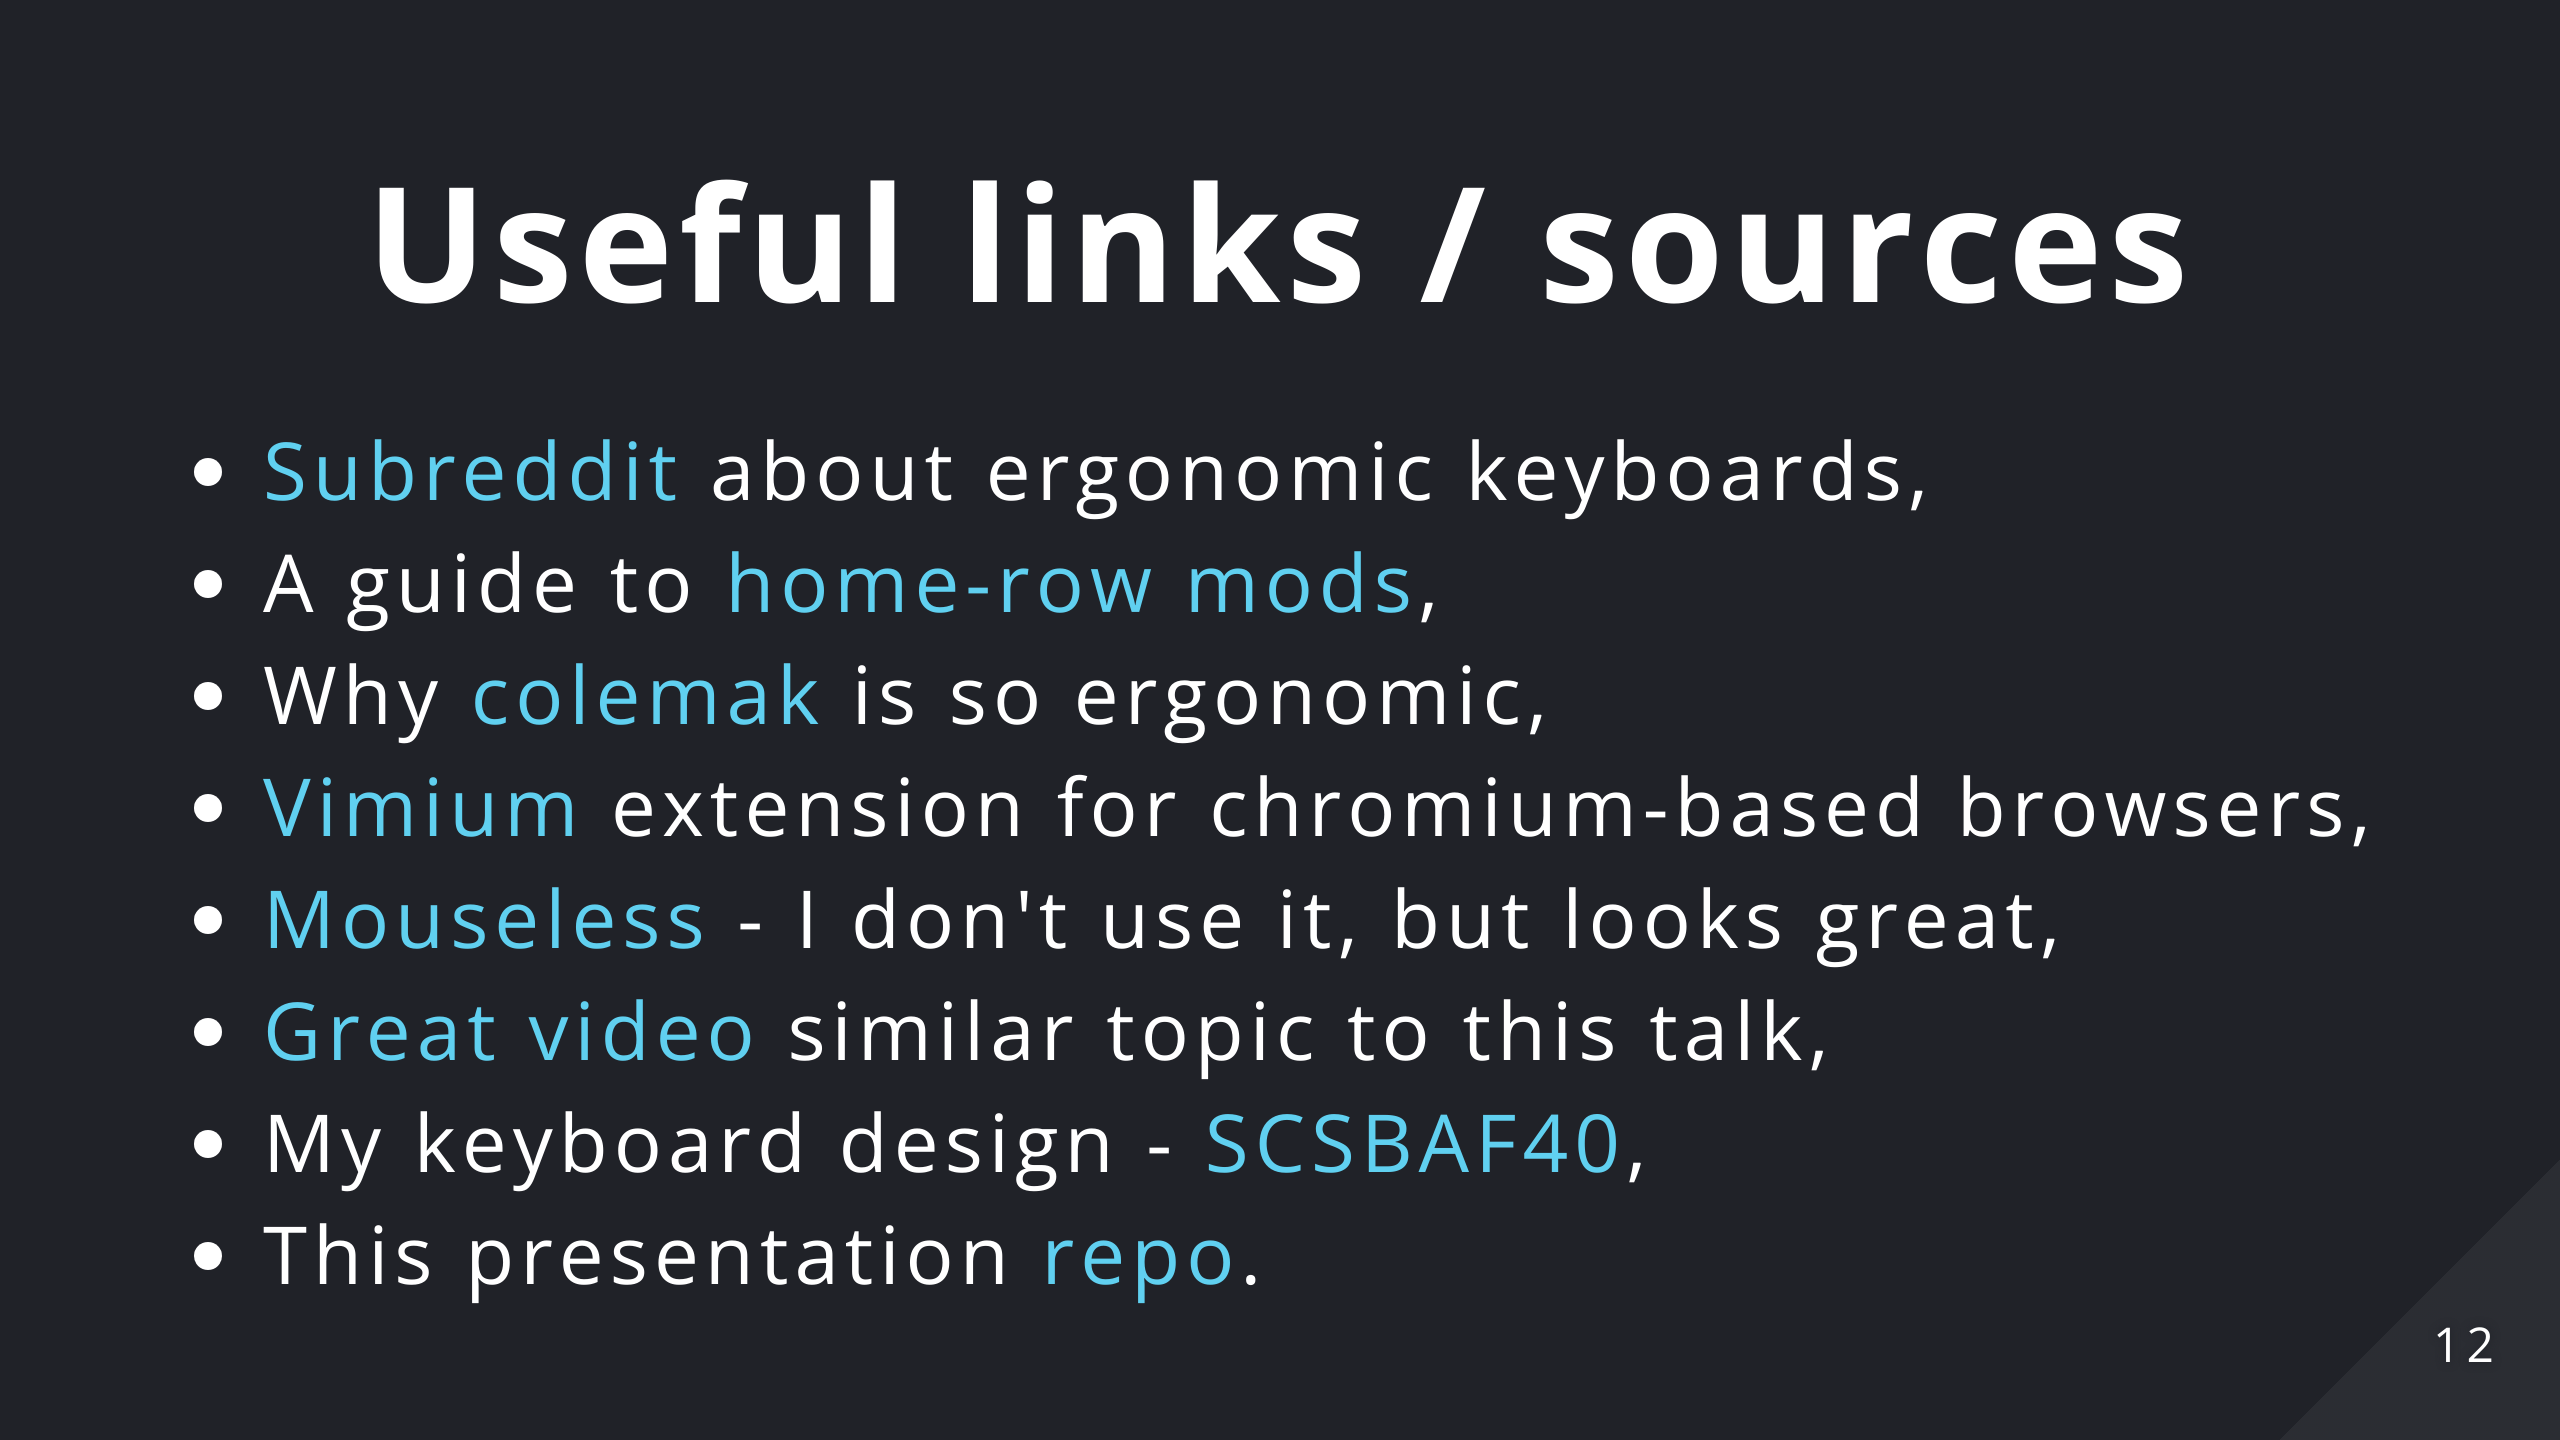 Useful links / sources
Subreddit about ergonomic keyboards,
A guide to home-row mods,
Why colemak is so ergonomic,
Vimium extension for chromium-based browsers,
Mouseless - I don't use it, but looks great,
Great video similar topic to this talk,
My keyboard design - SCSBAF40,
This presentation repo.
12